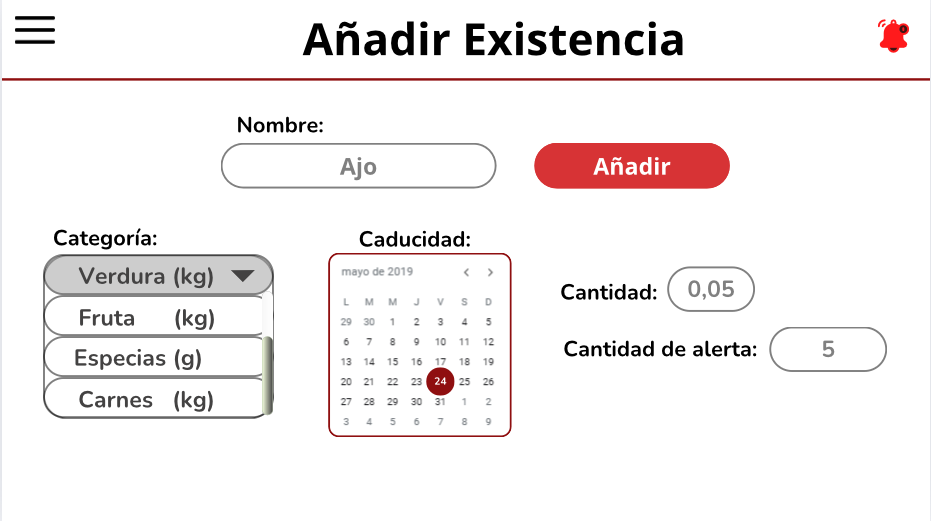 Añadir Existencia
Nombre:
Ajo
Añadir
Categoría:
Verdura (kg)
Fruta (kg)
Especias (g)
Carnes (kg)
Caducidad:
mayo de 2019
L M M J V S D
29 30 1 2 3 4 5
6 7 8 9 10 11 12
13 14 15 16 17 18 19
20 21 22 23 24 25 26
27 28 29 30 31 1 2
3 4 5 6 7 8 9
Cantidad: 0,05
Cantidad de alerta: 5